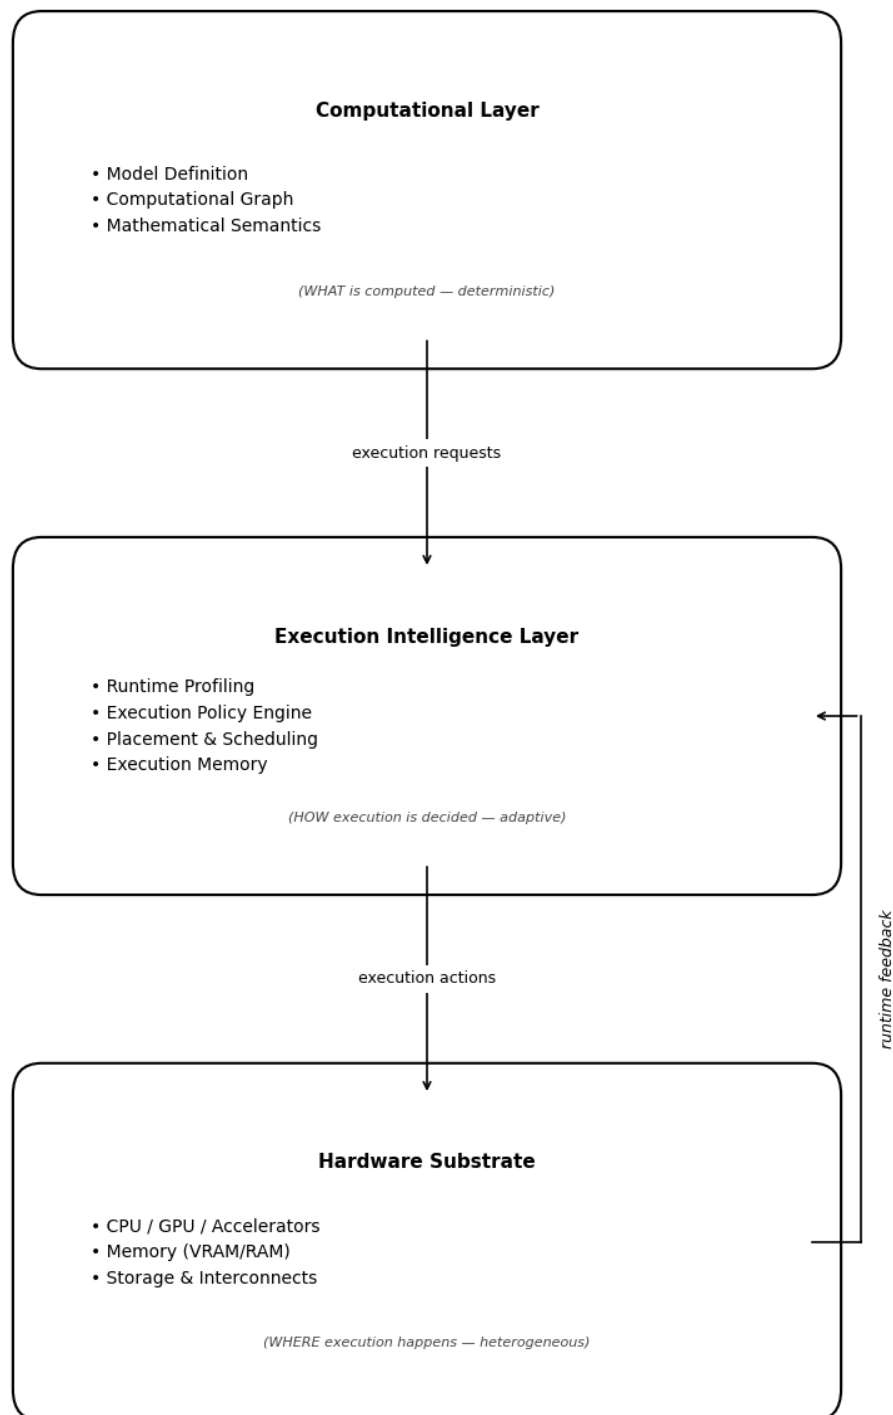 Computational Layer
• Model Definition
• Computational Graph
• Mathematical Semantics
(WHAT is computed — deterministic)
execution requests
Execution Intelligence Layer
• Runtime Profiling
• Execution Policy Engine
• Placement & Scheduling
• Execution Memory
(HOW execution is decided — adaptive)
execution actions
runtime feedback
Hardware Substrate
• CPU / GPU / Accelerators
• Memory (VRAM/RAM)
• Storage & Interconnects
(WHERE execution happens — heterogeneous)